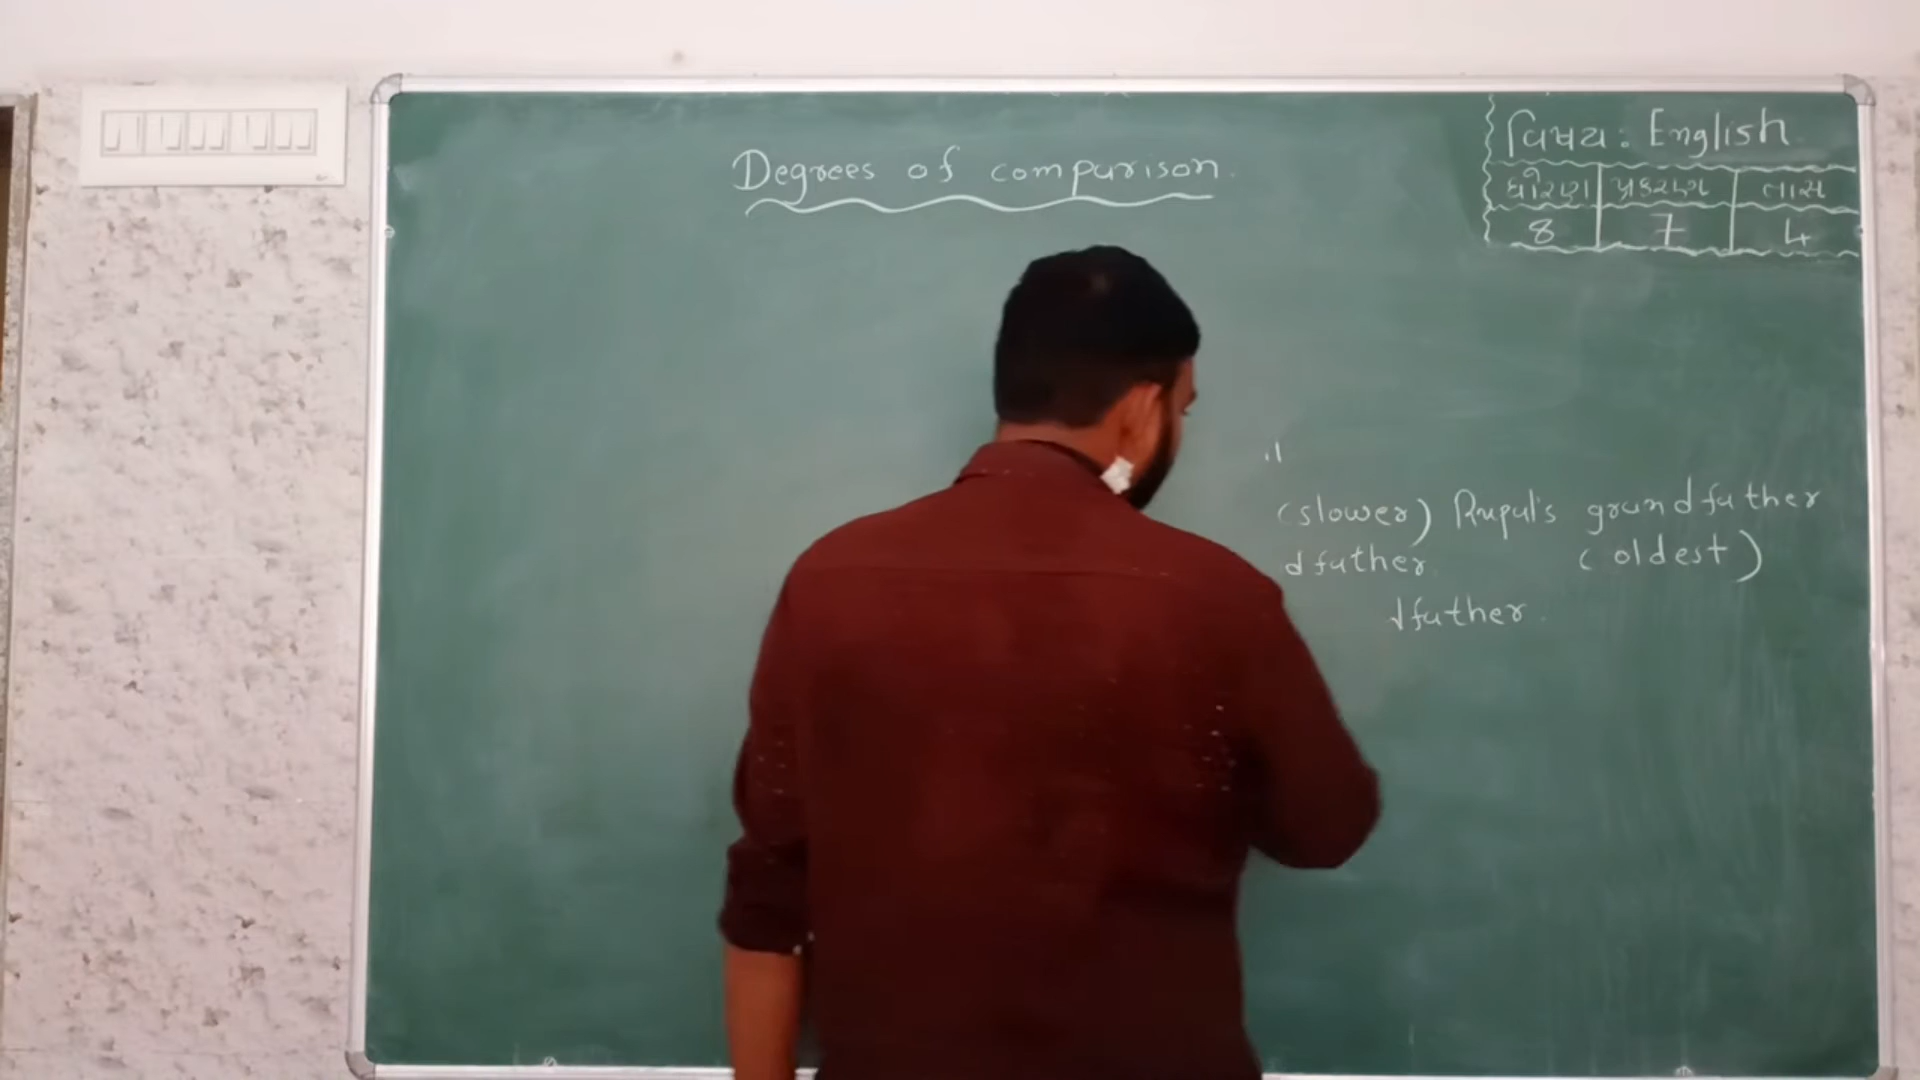 Degrees of comparison.
વિષય : English
ધોરણ પ્રકરણ તાસ
8 7 4
(slower) Rupal's grandfather
dfather. (oldest)
dfather.